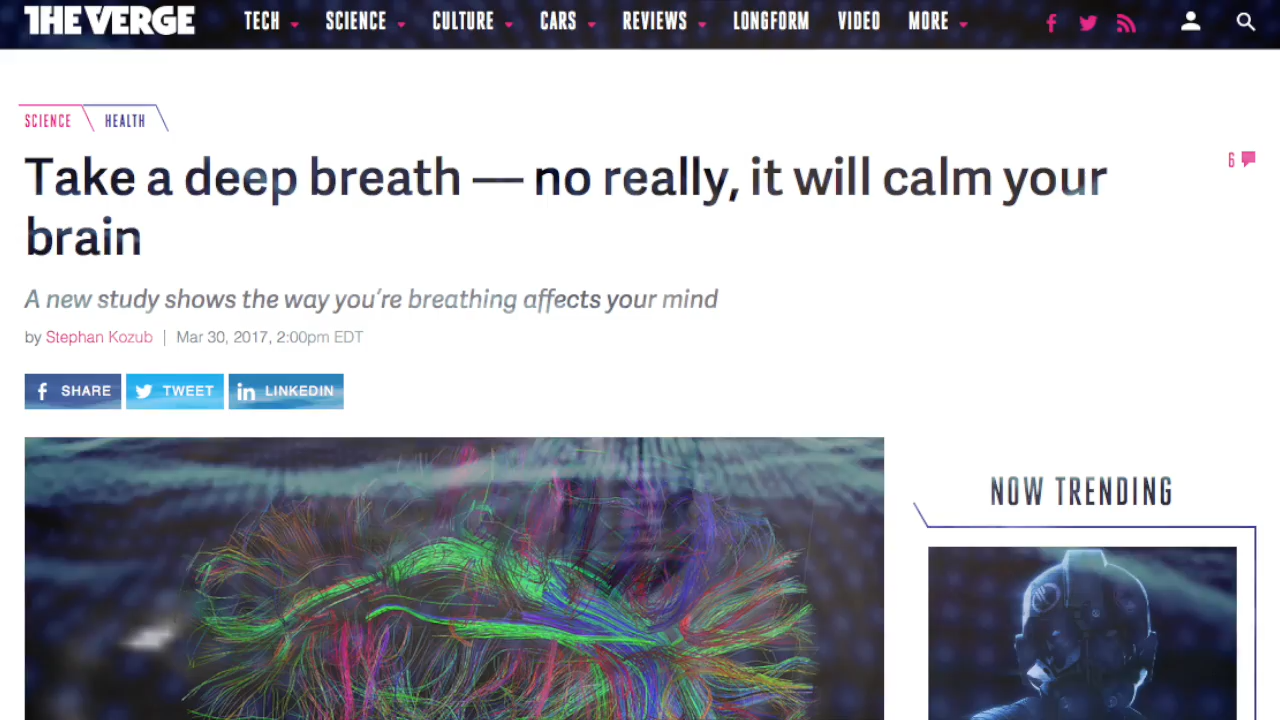 THE VERGE
TECH SCIENCE CULTURE CARS REVIEWS LONGFORM VIDEO MORE
SCIENCE HEALTH
Take a deep breath — no really, it will calm your
brain
6
A new study shows the way you're breathing affects your mind
by Stephan Kozub | Mar 30, 2017, 2:00pm EDT
SHARE TWEET LINKEDIN
NOW TRENDING